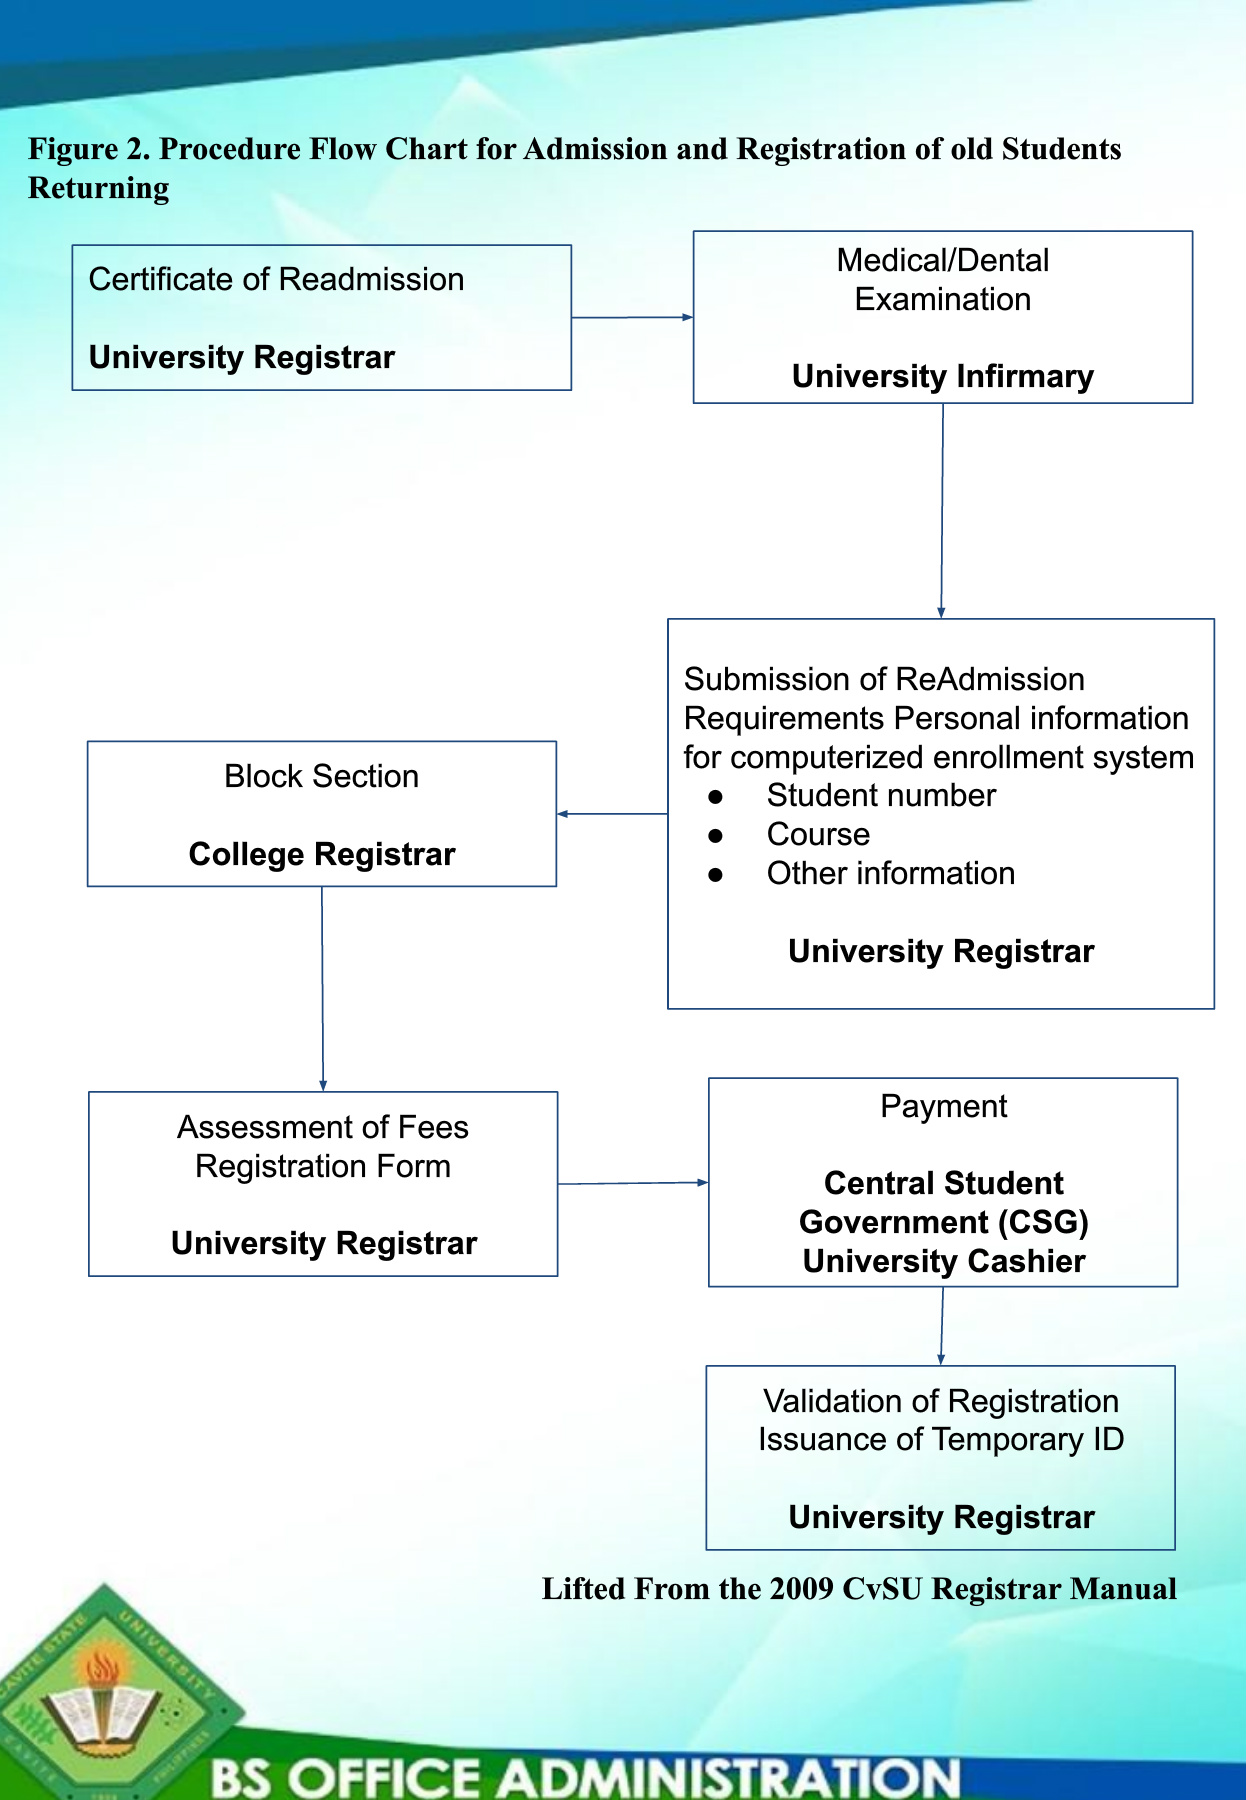 Figure 2. Procedure Flow Chart for Admission and Registration of old Students
Returning
Certificate of Readmission
University Registrar
Medical/Dental
Examination
University Infirmary
Submission of ReAdmission
Requirements Personal information
for computerized enrollment system
● Student number
● Course
● Other information
University Registrar
Block Section
College Registrar
Assessment of Fees
Registration Form
University Registrar
Payment
Central Student
Government (CSG)
University Cashier
Validation of Registration
Issuance of Temporary ID
University Registrar
Lifted From the 2009 CvSU Registrar Manual
CAVITE STATE UNIVERSITY
CAVITE
PHILIPPINES
BS OFFICE ADMINISTRATION